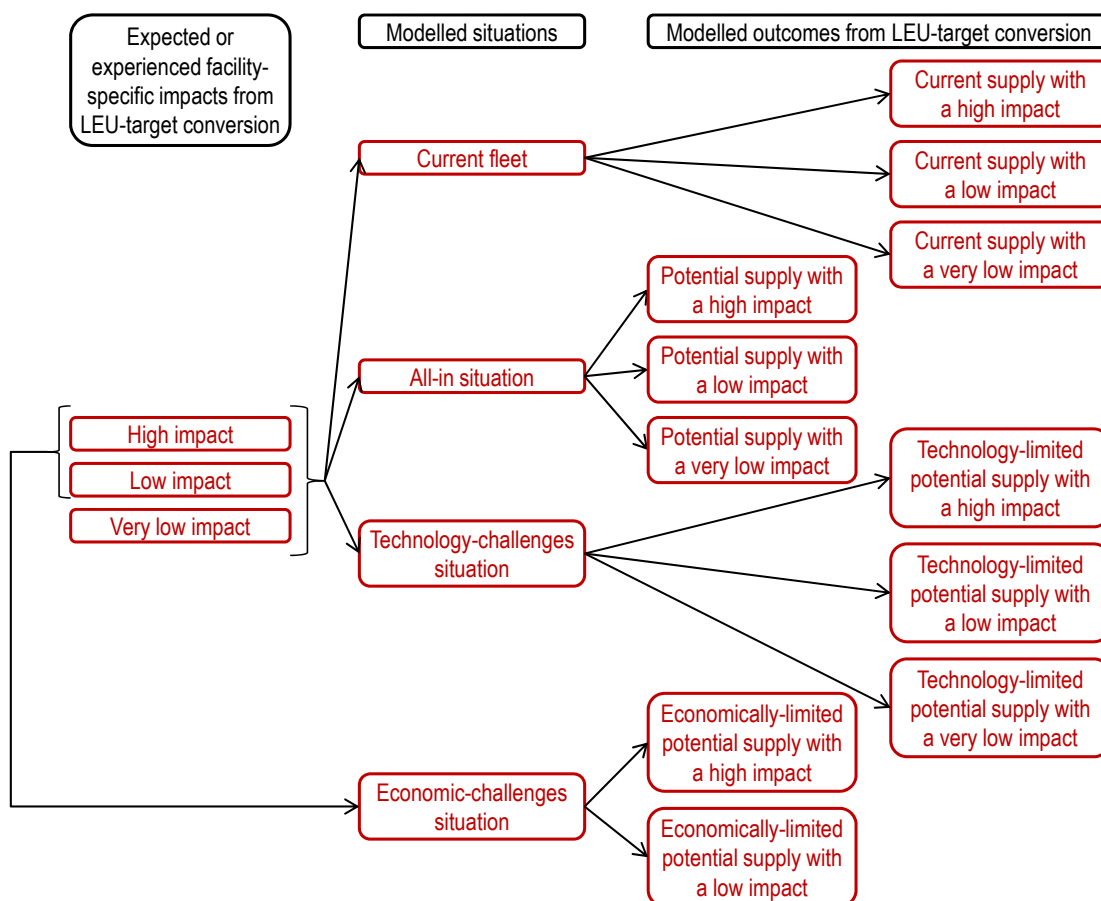 Expected or
experienced facility-
specific impacts from
LEU-target conversion
Modelled situations
Modelled outcomes from LEU-target conversion
Current supply with
a high impact
Current fleet
Current supply with
a low impact
Current supply with
a very low impact
Potential supply with
a high impact
All-in situation
Potential supply with
a low impact
Potential supply with
a very low impact
High impact
Low impact
Very low impact
Technology-limited
potential supply with
a high impact
Technology-challenges
situation
Technology-limited
potential supply with
a low impact
Technology-limited
potential supply with
a very low impact
Economically-limited
potential supply with
a high impact
Economic-challenges
situation
Economically-limited
potential supply with
a low impact